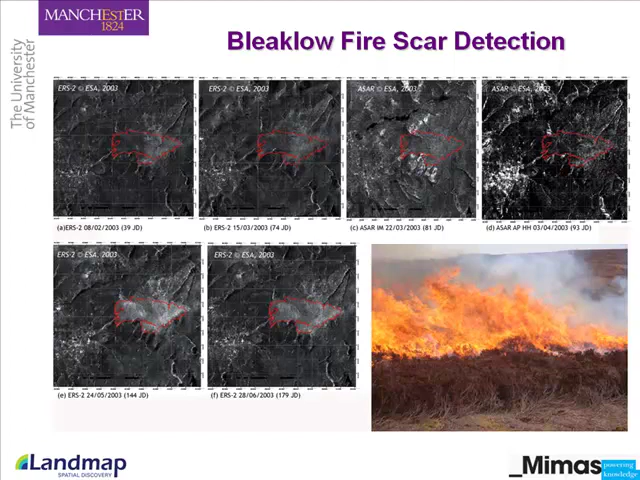 MANCHESTER
1824
The University
of Manchester
Bleaklow Fire Scar Detection
ERS-2 © ESA, 2003
ERS-2 © ESA, 2003
ASAR © ESA, 2003
ASAR © ESA, 2003
(a)ERS-2 08/02/2003 (39 JD)
(b) ERS-2 15/03/2003 (74 JD)
(c) ASAR IM 22/03/2003 (81 JD)
(d) ASAR AP HH 03/04/2003 (93 JD)
ERS-2 © ESA, 2003
ERS-2 © ESA, 2003
(e) ERS-2 24/05/2003 (144 JD)
(f) ERS-2 28/06/2003 (179 JD)
Landmap
SPATIAL DISCOVERY
_Mimas
powering
knowledge